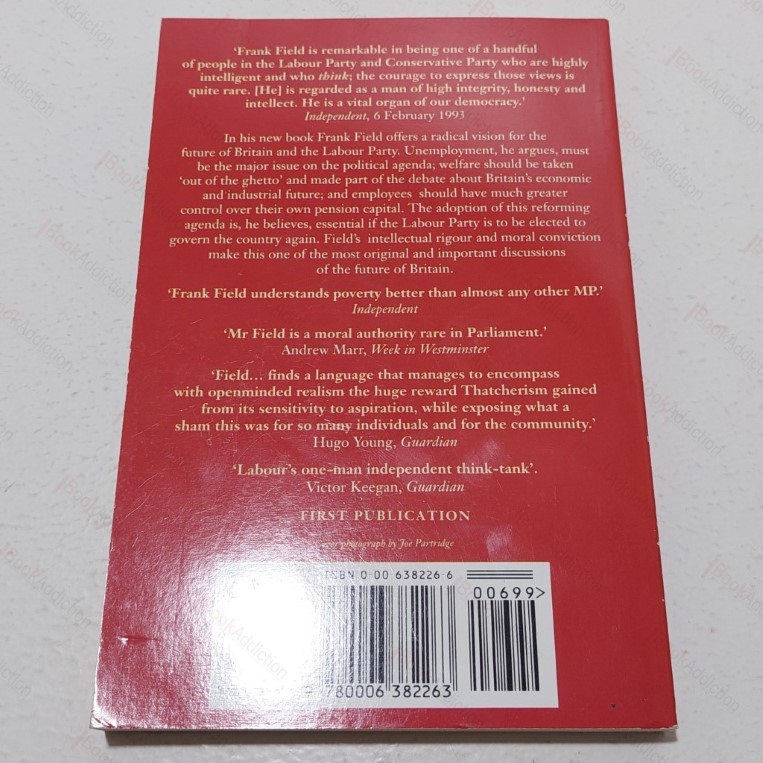 ‘Frank Field is remarkable in being one of a handful
of people in the Labour Party and Conservative Party who are highly
intelligent and who think; the courage to express those views is
quite rare. [He] is regarded as a man of high integrity, honesty and
intellect. He is a vital organ of our democracy.’
Independent, 6 February 1993
In his new book Frank Field offers a radical vision for the
future of Britain and the Labour Party. Unemployment, he argues, must
be the major issue on the political agenda; welfare should be taken
‘out of the ghetto’ and made part of the debate about Britain’s economic
and industrial future; and employees should have much greater
control over their own pension capital. The adoption of this reforming
agenda is, he believes, essential if the Labour Party is to be elected to
govern the country again. Field’s intellectual rigour and moral conviction
make this one of the most original and important discussions
of the future of Britain.
‘Frank Field understands poverty better than almost any other MP.’
Independent
‘Mr Field is a moral authority rare in Parliament.’
Andrew Marr, Week in Westminster
‘Field... finds a language that manages to encompass
with openminded realism the huge reward Thatcherism gained
from its sensitivity to aspiration, while exposing what a
sham this was for so many individuals and for the community.’
Hugo Young, Guardian
‘Labour’s one-man independent think-tank’.
Victor Keegan, Guardian
FIRST PUBLICATION
Cover photograph by Joe Partridge
ISBN 0-00-638226-6
00699>
780006 382263
BookAddiction